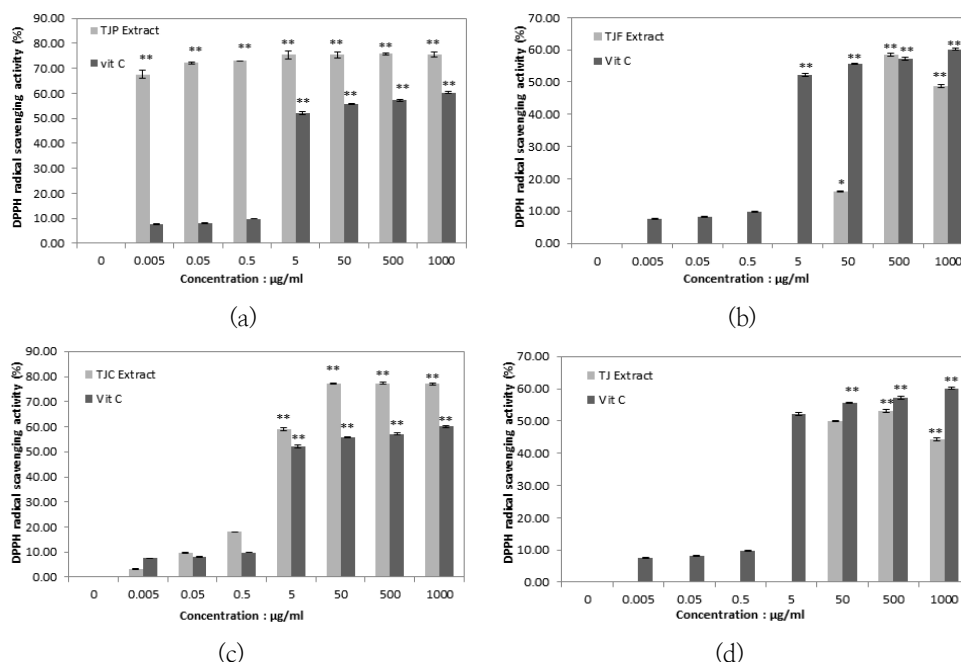 90.00
80.00
70.00
60.00
50.00
40.00
30.00
20.00
10.00
0.00
DPPH radical scavenging activity (%)
TJP Extract
vit C
** ** ** ** ** ** **
** ** ** **
0 0.005 0.05 0.5 5 50 500 1000
Concentration : µg/ml
(a)
70.00
60.00
50.00
40.00
30.00
20.00
10.00
0.00
DPPH radical scavenging activity (%)
TJF Extract
Vit C
** ** ** ** **
** *
0 0.005 0.05 0.5 5 50 500 1000
Concentration : µg/ml
(b)
90.00
80.00
70.00
60.00
50.00
40.00
30.00
20.00
10.00
0.00
DPPH radical scavenging activity (%)
TJC Extract
Vit C
** ** ** **
** ** ** **
0 0.005 0.05 0.5 5 50 500 1000
Concentration : µg/ml
(c)
70.00
60.00
50.00
40.00
30.00
20.00
10.00
0.00
DPPH radical scavenging activity (%)
TJ Extract
Vit C
** ** **
** **
0 0.005 0.05 0.5 5 50 500 1000
Concentration : µg/ml
(d)